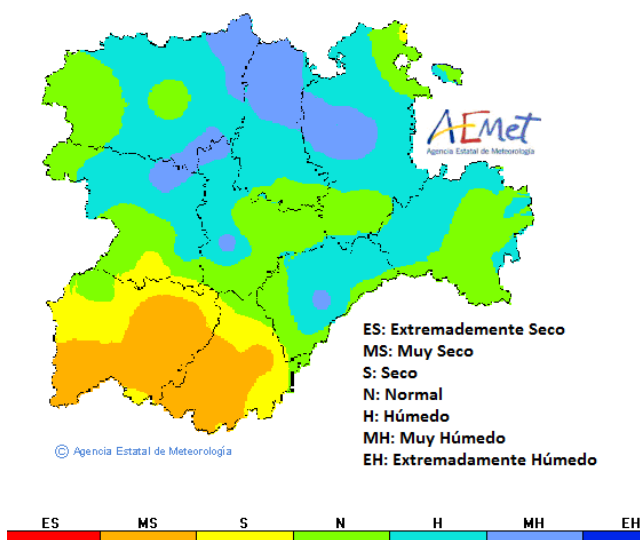 AEMet
Agencia Estatal de Meteorología
ES: Extremademente Seco
MS: Muy Seco
S: Seco
N: Normal
H: Húmedo
MH: Muy Húmedo
EH: Extremadamente Húmedo
© Agencia Estatal de Meteorología
ES MS S N H MH EH